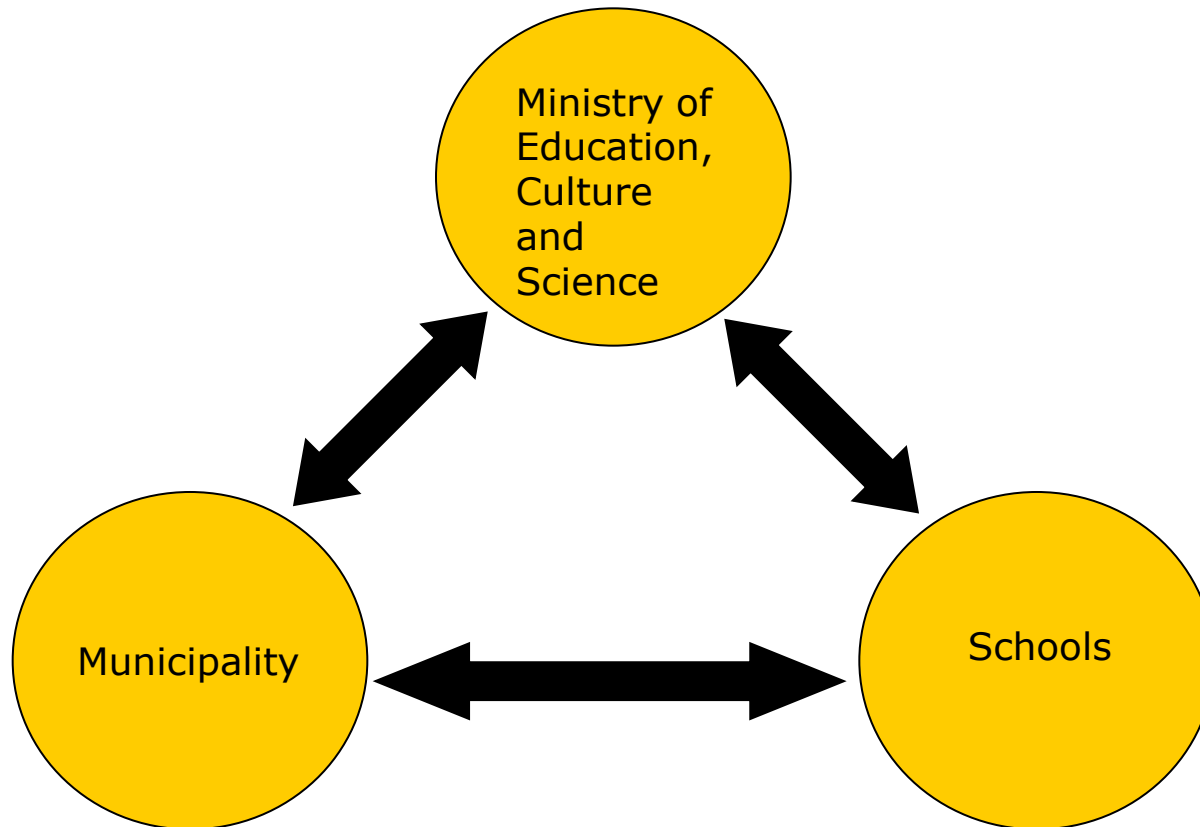 Ministry of
Education,
Culture
and
Science
Municipality
Schools